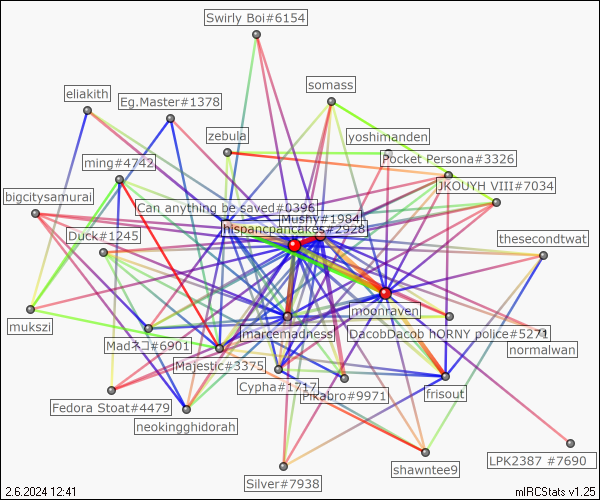 Swirly Boi#6154
somass
eliakith
Eg.Master#1378
yoshimanden
zebula
Pocket Persona#3326
ming#4742
JKOUYH VIII#7034
bigcitysamurai
Can anything be saved#0396
Mushy#1984
hispancpancakes#2928
Duck#1245
thesecondtwat
moonraven
mukszi
marcemadness
DacobDacob hORNY police#5271
Madネコ#6901
normalwan
Majestic#3375
Cypha#1717
Pikabro#9971
frisout
Fedora Stoat#4479
neokingghidorah
LPK2387 #7690
shawntee9
Silver#7938
2.6.2024 12:41
mIRCStats v1.25